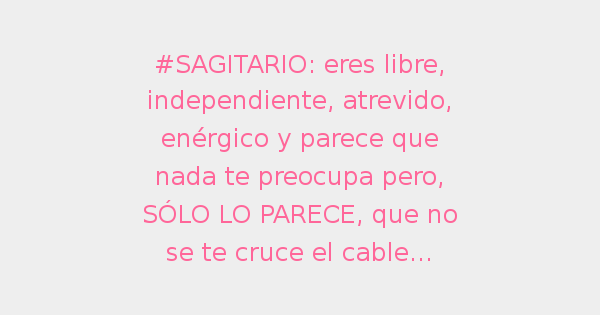 #SAGITARIO: eres libre,
independiente, atrevido,
enérgico y parece que
nada te preocupa pero,
SÓLO LO PARECE, que no
se te cruce el cable...